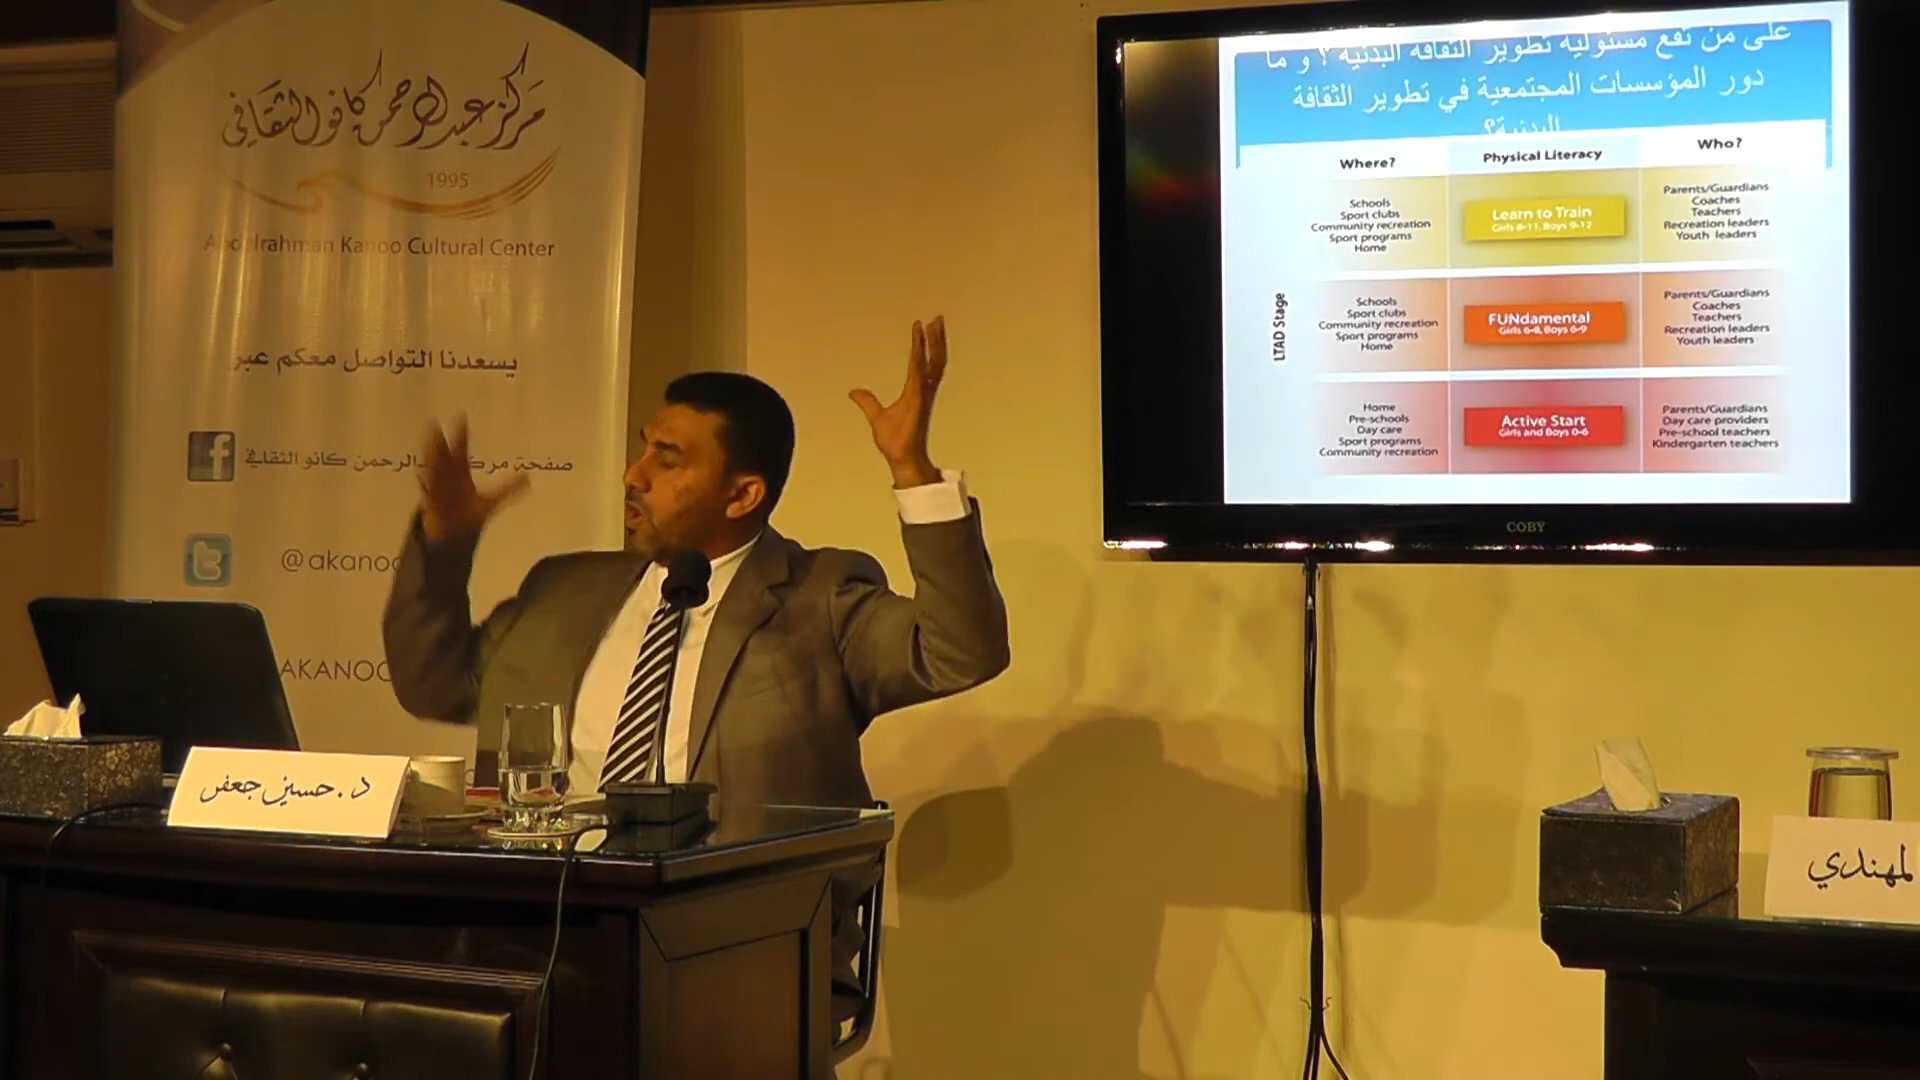 مركز عبدالرحمن كانو الثقافي
1995
Abdelrahman Kanoo Cultural Center
يسعدنا التواصل معكم عبر
f
صفحة عبدالرحمن كانو الثقافي
t
@akanoo
AKANOO
د. حسين جعفر
على من تقع مسئولية تطوير الثقافة البدنية ؟ و ما
دور المؤسسات المجتمعية في تطوير الثقافة
البدنية؟
Where?
Physical Literacy
Who?
LTAD Stage
Schools
Sport clubs
Community recreation
Sport programs
Home
Learn to Train
Girls 8-11, Boys 9-12
Parents/Guardians
Coaches
Teachers
Recreation leaders
Youth leaders
Schools
Sport clubs
Community recreation
Sport programs
Home
FUNdamental
Girls 6-8, Boys 6-9
Parents/Guardians
Coaches
Teachers
Recreation leaders
Youth leaders
Home
Pre-schools
Day care
Sport programs
Community recreation
Active Start
Girls and Boys 0-6
Parents/Guardians
Day care providers
Pre-school teachers
Kindergarten teachers
COBY
لمهندي